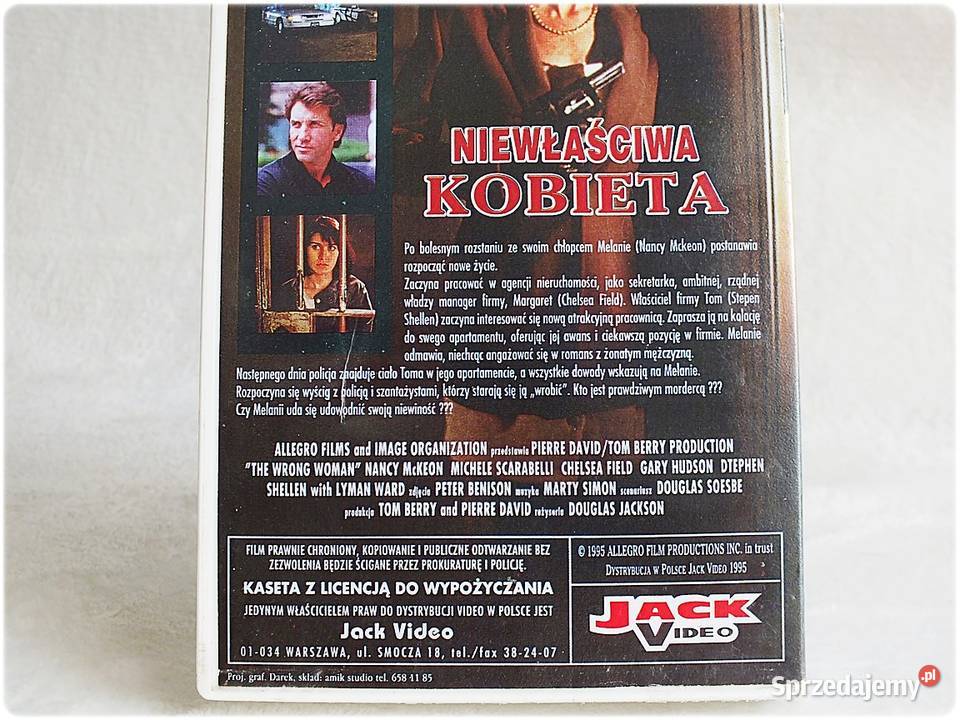 NIEWŁAŚCIWA
KOBIETA
Po bolesnym rozstaniu ze swoim chłopcem Melanie (Nancy Mckeon) postanawia
rozpocząć nowe życie.
Zaczyna pracować w agencji nieruchomości, jako sekretarka, ambitnej, rządnej
władzy manager firmy, Margaret (Chelsea Field). Właściciel firmy Tom (Stepen
Shellen) zaczyna interesować się nową atrakcyjną pracownicą. Zaprasza ją na kolację
do swego apartamentu, oferując jej awans i ciekawszą pozycję w firmie. Melanie
odmawia, niechcąc angażować się w romans z żonatym mężczyzną.
Następnego dnia policja znajduje ciało Toma w jego apartamencie, a wszystkie dowody wskazują na Melanie.
Rozpoczyna się wyścig z policją i szantażystami, którzy starają się ją „wrobić”. Kto jest prawdziwym mordercą ???
Czy Melanii uda się udowodnić swoją niewiność ???
ALLEGRO FILMS and IMAGE ORGANIZATION przedstawia PIERRE DAVID/TOM BERRY PRODUCTION
"THE WRONG WOMAN" NANCY McKEON MICHELE SCARABELLI CHELSEA FIELD GARY HUDSON DTEPHEN
SHELLEN with LYMAN WARD zdjęcia PETER BENISON muzyka MARTY SIMON scenariusz DOUGLAS SOESBE
produkcja TOM BERRY and PIERRE DAVID reżyseria DOUGLAS JACKSON
FILM PRAWNIE CHRONIONY, KOPIOWANIE I PUBLICZNE ODTWARZANIE BEZ
ZEZWOLENIA BĘDZIE ŚCIGANE PRZEZ PROKURATURĘ I POLICJĘ.
KASETA Z LICENCJĄ DO WYPOŻYCZANIA
JEDYNYM WŁAŚCICIELEM PRAW DO DYSTRYBUCJI VIDEO W POLSCE JEST
Jack Video
01-034 WARSZAWA, ul. SMOCZA 18, tel./fax 38-24-07
© 1995 ALLEGRO FILM PRODUCTIONS INC. in trust
DYSTRYBUCJA W POLSCE JACK VIDEO 1995
JACK
VIDEO
Proj. graf. Darek, skład: amik studio tel. 658 11 85
Sprzedajemy.pl